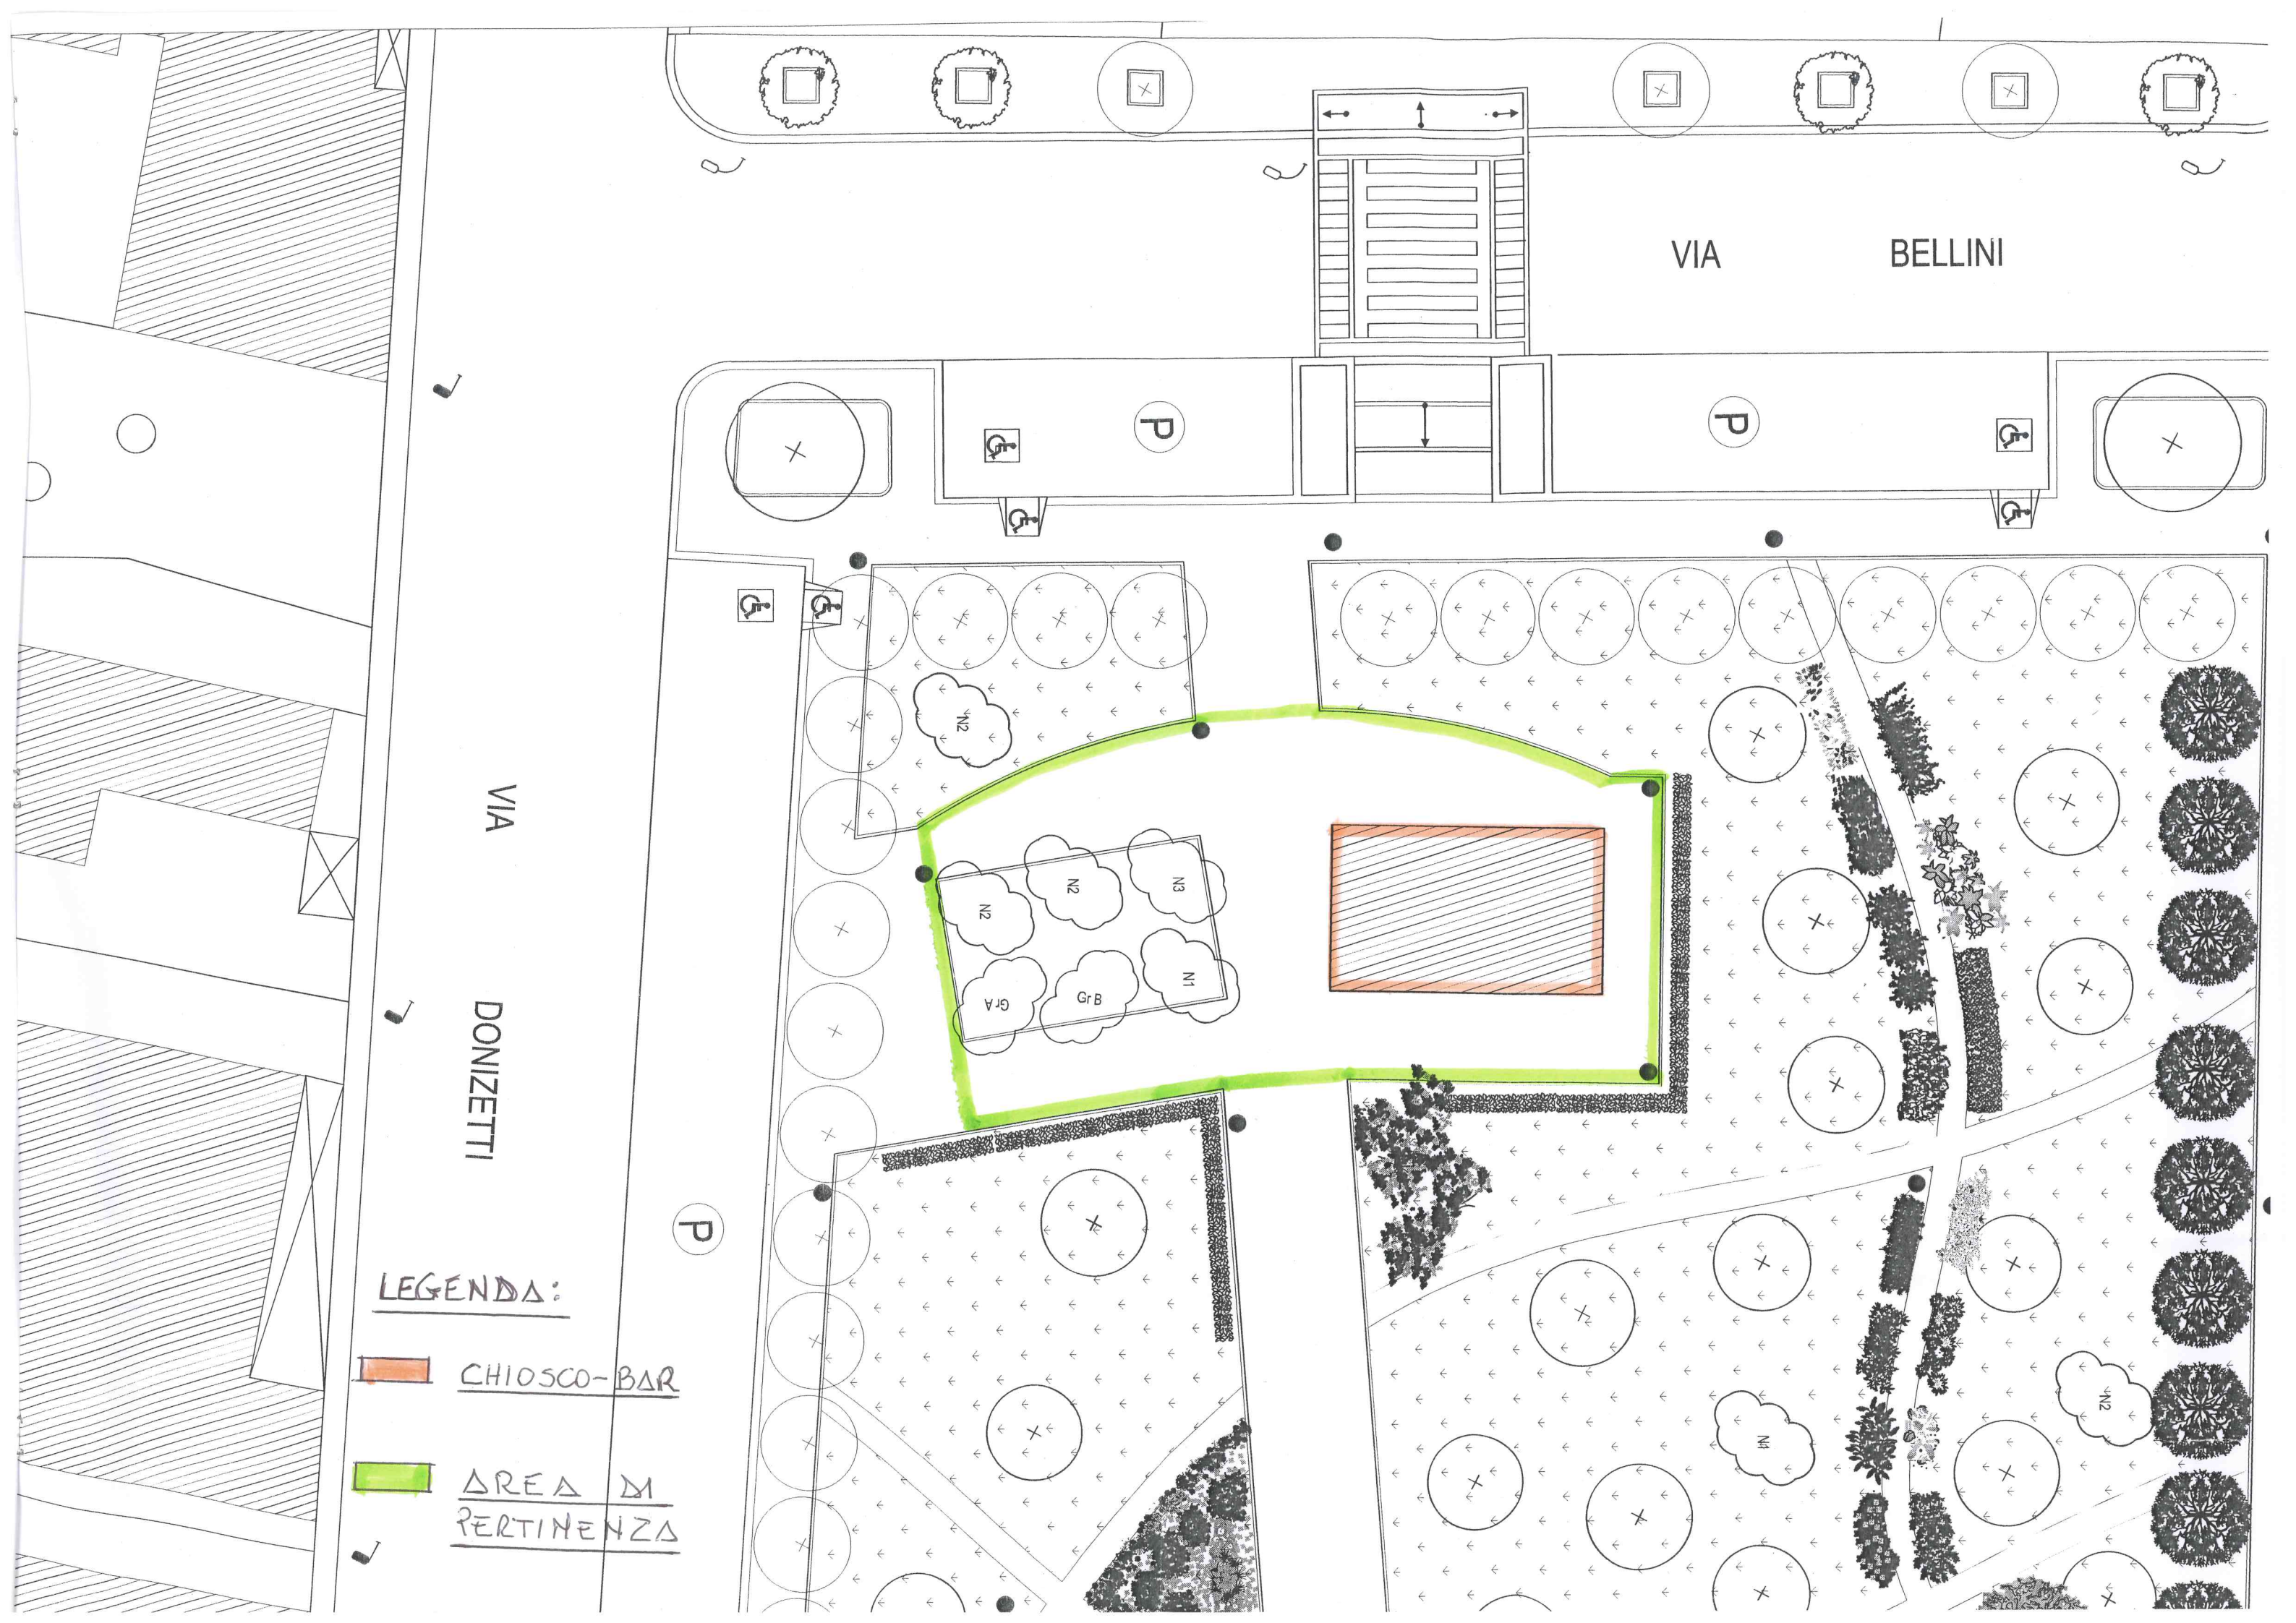 VIA BELLINI
P
P
N2
N2
N2
N3
Gr A
Gr B
N1
VIA DONIZETTI
P
LEGENDA:
CHIOSCO-BAR
AREA DI
PERTINENZA
N1
N2